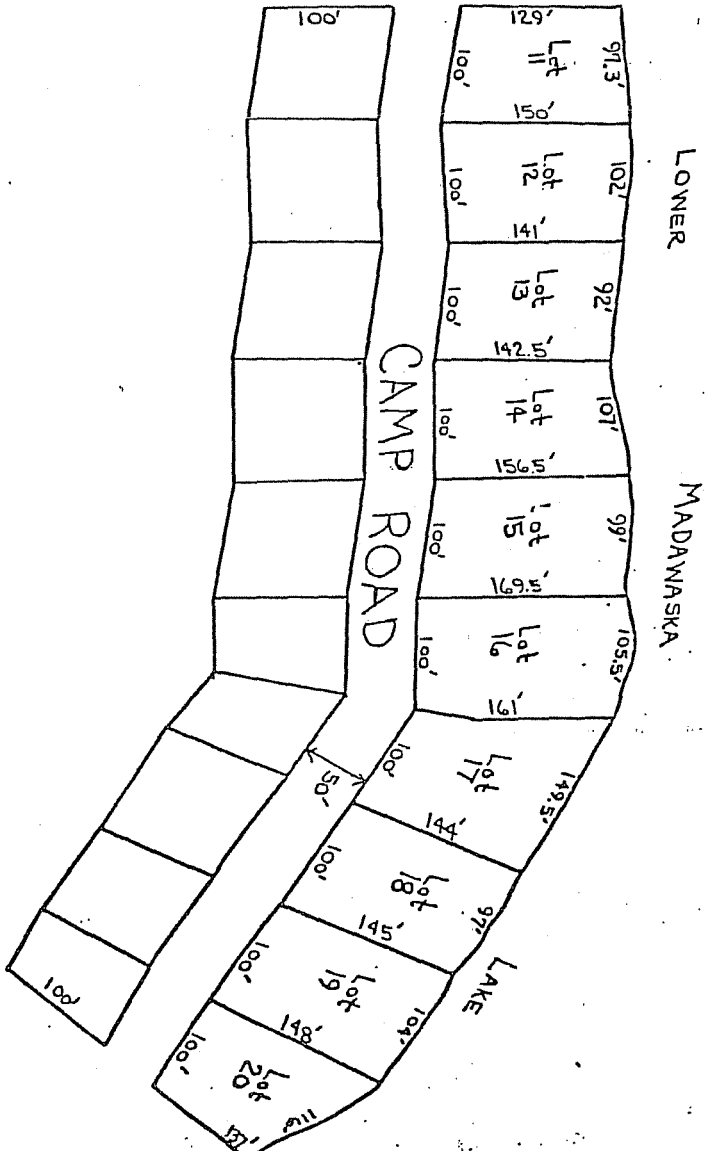 LOWER MADAWASKA LAKE
129'
Lot 11
97.3'
100'
150'
Lot 12
102'
100'
141'
Lot 13
92'
100'
142.5'
Lot 14
107'
100'
156.5'
Lot 15
99'
100'
169.5'
Lot 16
105.5'
100'
161'
Lot 17
149.5'
100'
144'
Lot 18
97'
100'
145'
Lot 19
104'
100'
148'
Lot 20
116'
100'
137'
CAMP ROAD
50'
100'
100'